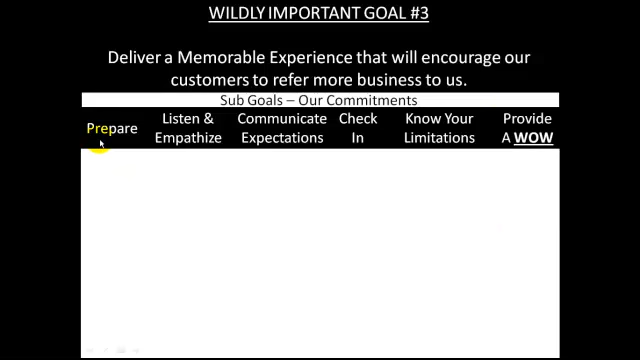 WILDLY IMPORTANT GOAL #3
Deliver a Memorable Experience that will encourage our
customers to refer more business to us.
Sub Goals – Our Commitments
Prepare
Listen &
Empathize
Communicate
Expectations
Check
In
Know Your
Limitations
Provide
A WOW